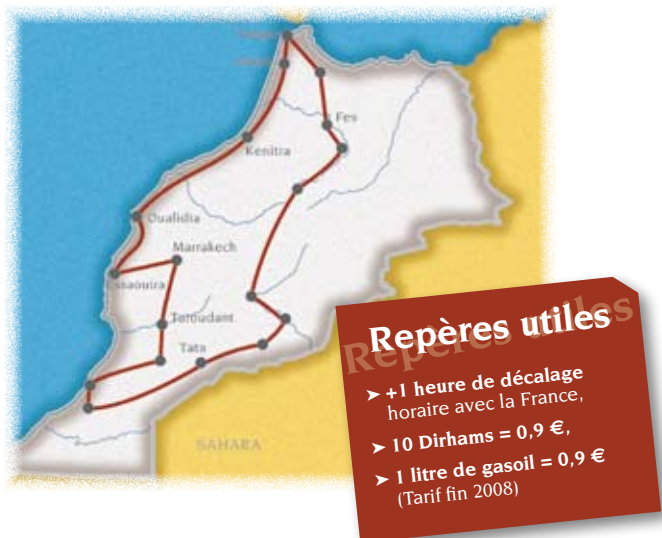 Fes
Kenitra
Oualidia
Marrakech
Essaouira
Taroudant
Tata
SAHARA
Repères utiles
Repères utiles
➤ +1 heure de décalage
horaire avec la France,
➤ 10 Dirhams = 0,9 €,
➤ 1 litre de gasoil = 0,9 €
(Tarif fin 2008)